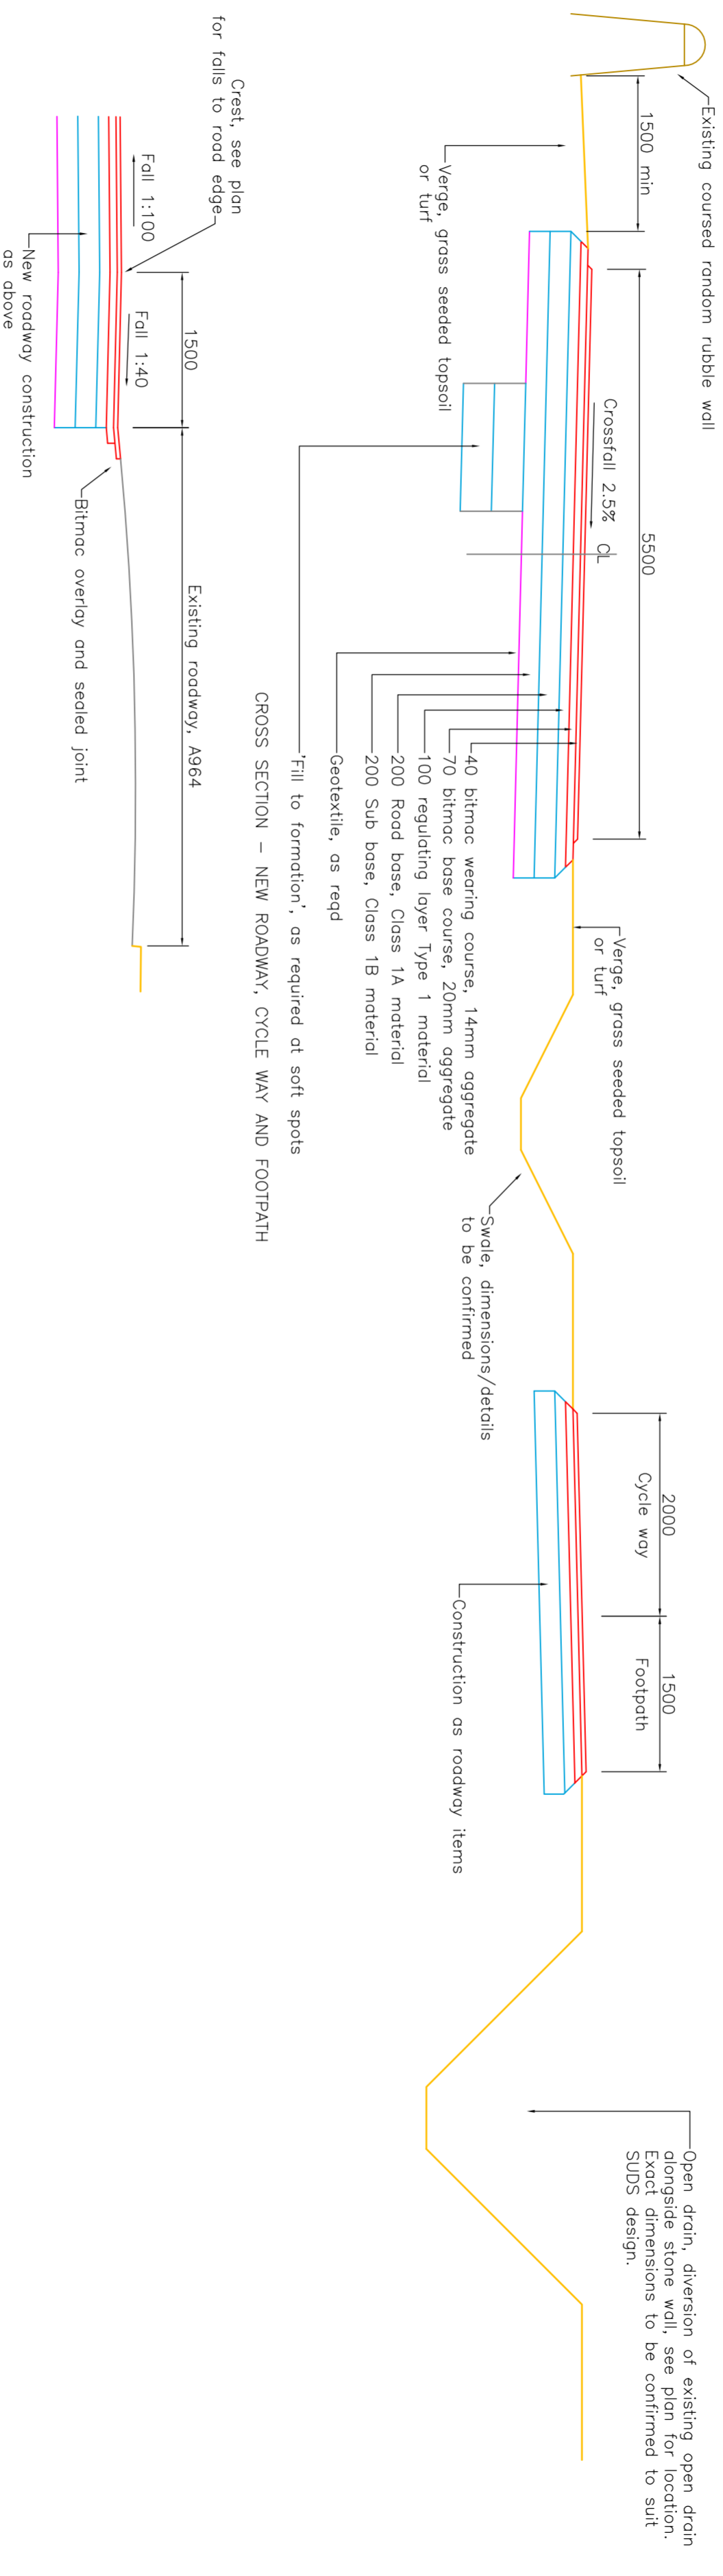 Existing coursed random rubble wall
1500 min
Verge, grass seeded topsoil
or turf
5500
Crossfall 2.5%
CL
40 bitmac wearing course, 14mm aggregate
70 bitmac base course, 20mm aggregate
100 regulating layer Type 1 material
200 Road base, Class 1A material
200 Sub base, Class 1B material
Geotextile, as reqd
'Fill to formation', as required at soft spots
Verge, grass seeded topsoil
or turf
Swale, dimensions/details
to be confirmed
2000
Cycle way
1500
Footpath
Construction as roadway items
Open drain, diversion of existing open drain
alongside stone wall, see plan for location.
Exact dimensions to be confirmed to suit
SUDS design.
CROSS SECTION – NEW ROADWAY, CYCLE WAY AND FOOTPATH
Crest, see plan
for falls to road edge
1500
Existing roadway, A964
Fall 1:100
Fall 1:40
Bitmac overlay and sealed joint
New roadway construction
as above